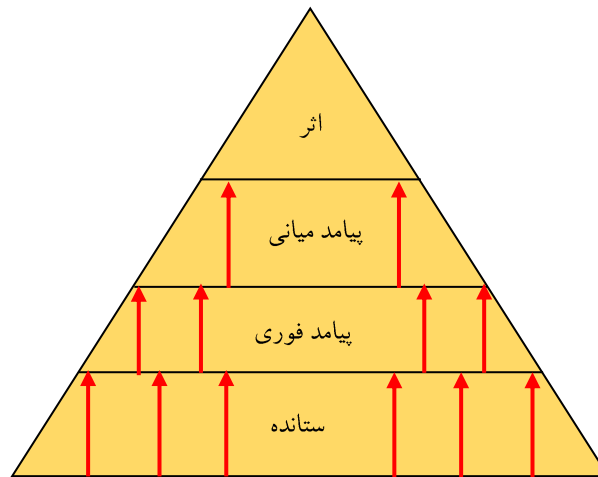 اثر
پیامد میانی
پیامد فوری
ستانده